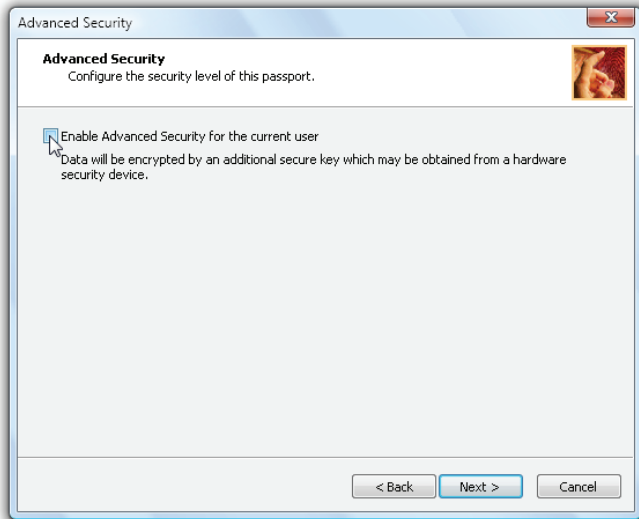 Advanced Security
Advanced Security
Configure the security level of this passport.
Enable Advanced Security for the current user
Data will be encrypted by an additional secure key which may be obtained from a hardware
security device.
< Back
Next >
Cancel